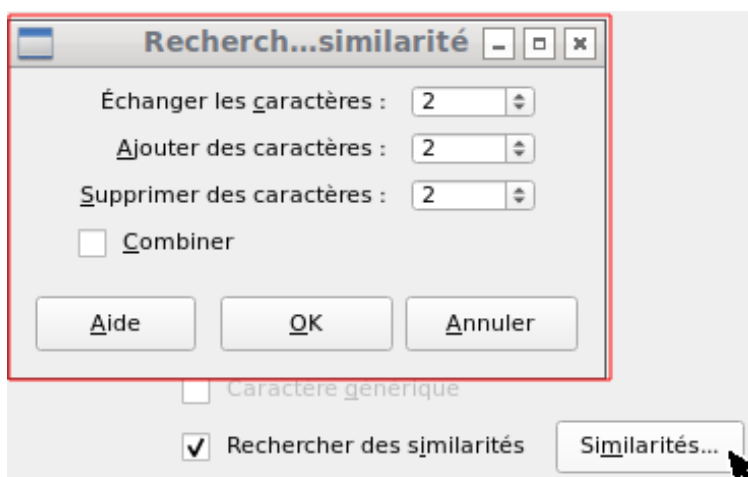 Recherch...similarité
Échanger les caractères : 2
Ajouter des caractères : 2
Supprimer des caractères : 2
Combiner
Aide OK Annuler
Caractère générique
Rechercher des similarités Similarités...